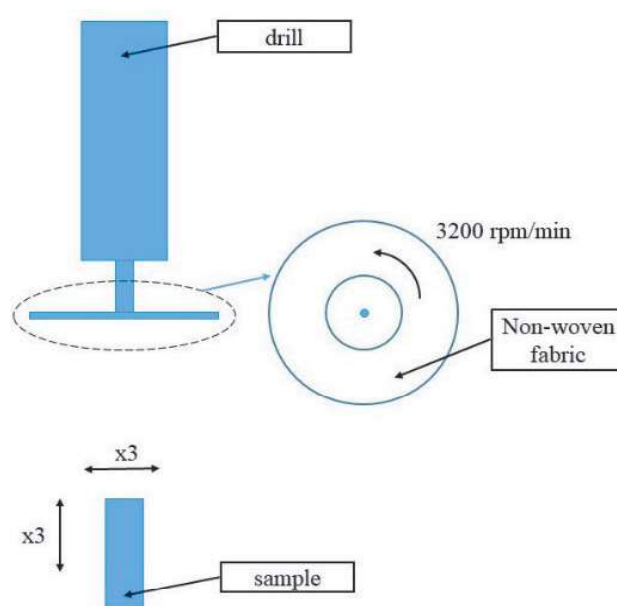 drill
3200 rpm/min
Non-woven
fabric
x3
x3
sample